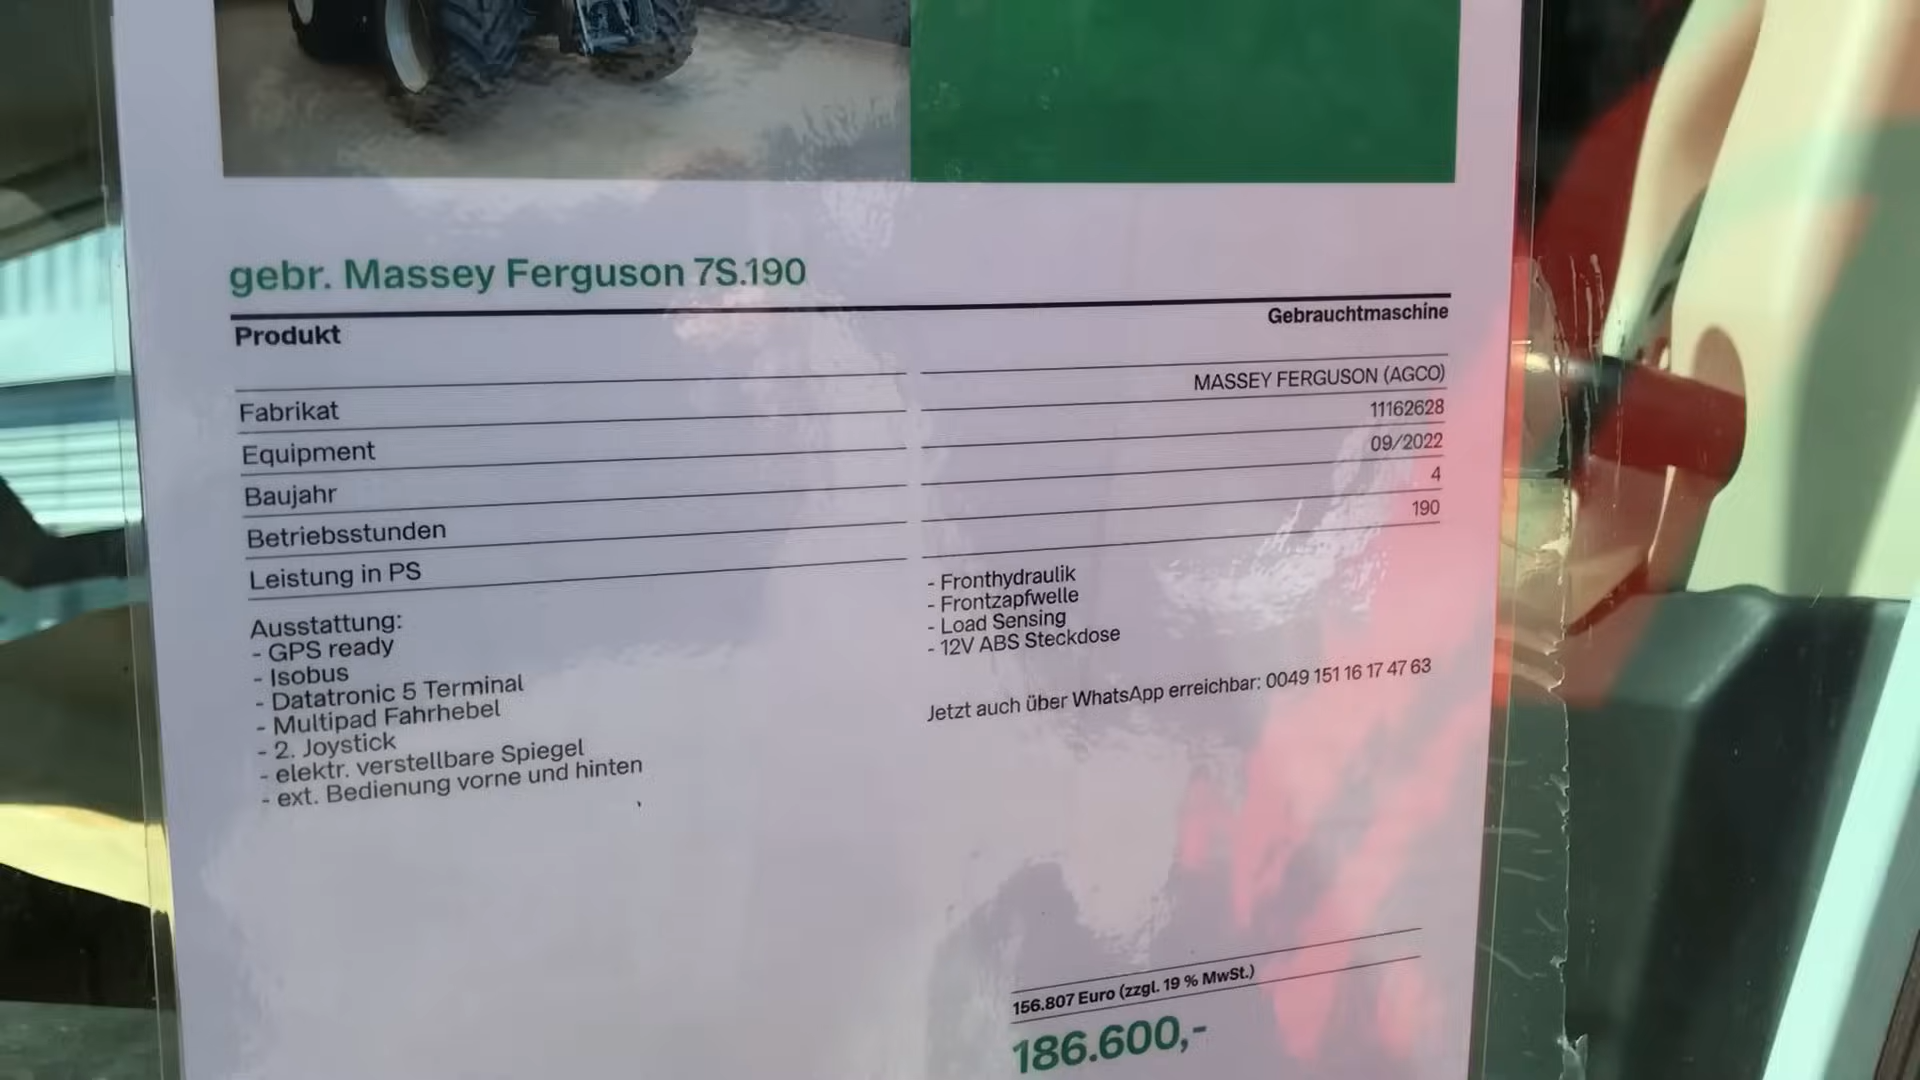 gebr. Massey Ferguson 7S.190
Produkt
Gebrauchtmaschine
Fabrikat
MASSEY FERGUSON (AGCO)
Equipment
11162628
Baujahr
09/2022
Betriebsstunden
4
Leistung in PS
190
Ausstattung:
- GPS ready
- Isobus
- Datatronic 5 Terminal
- Multipad Fahrhebel
- 2. Joystick
- elektr. verstellbare Spiegel
- ext. Bedienung vorne und hinten
- Fronthydraulik
- Frontzapfwelle
- Load Sensing
- 12V ABS Steckdose
Jetzt auch über WhatsApp erreichbar: 0049 151 16 17 47 63
156.807 Euro (zzgl. 19 % MwSt.)
186.600,-